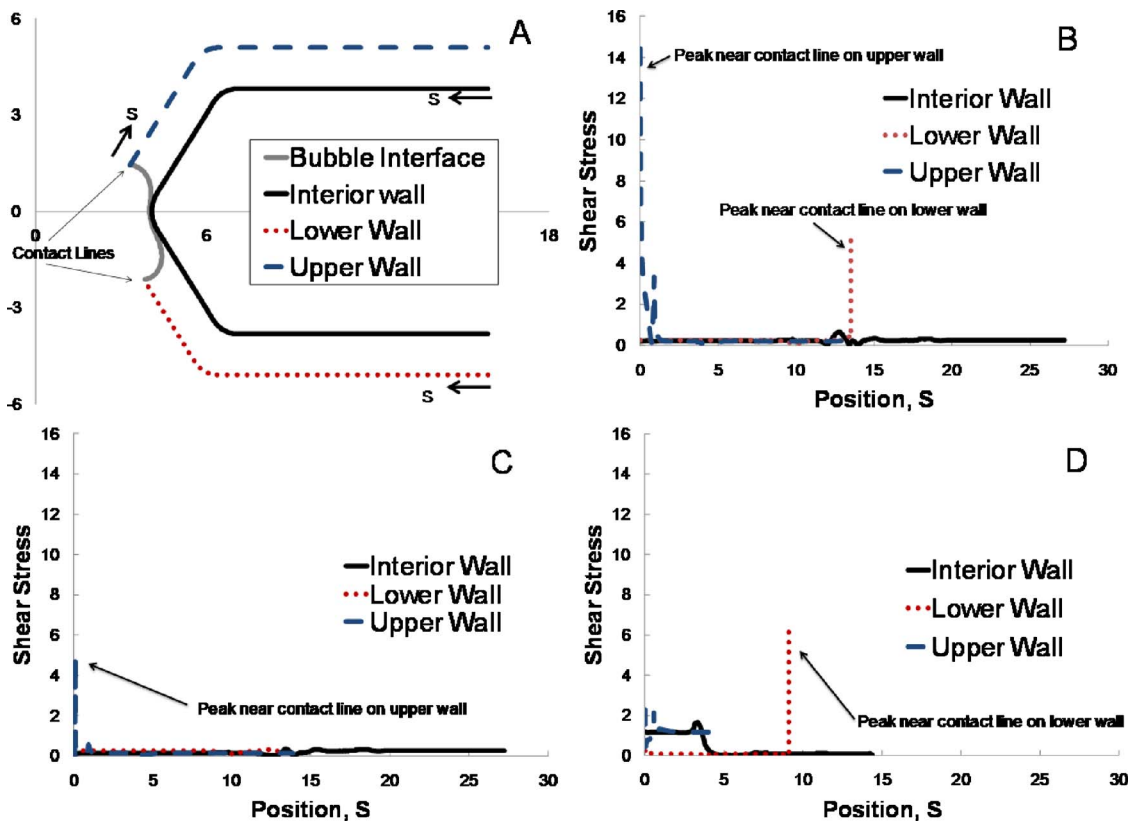 A
6
3
0
-3
-6
0
6
18
S
S
S
Contact Lines
Bubble Interface
Interior wall
Lower Wall
Upper Wall
B
Shear Stress
16
14
12
10
8
6
4
2
0
Peak near contact line on upper wall
Interior Wall
Lower Wall
Upper Wall
Peak near contact line on lower wall
0 5 10 15 20 25 30
Position, S
C
Shear Stress
16
14
12
10
8
6
4
2
0
Interior Wall
Lower Wall
Upper Wall
Peak near contact line on upper wall
0 5 10 15 20 25 30
Position, S
D
Shear Stress
16
14
12
10
8
6
4
2
0
Interior Wall
Lower Wall
Upper Wall
Peak near contact line on lower wall
0 5 10 15 20 25 30
Position, S